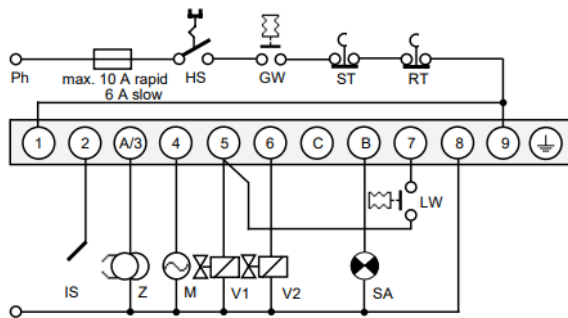 Ph
max. 10 A rapid
6 A slow
HS
GW
ST
RT
1 2 A/3 4 5 6 C B 7 8 9
LW
IS Z M V1 V2 SA